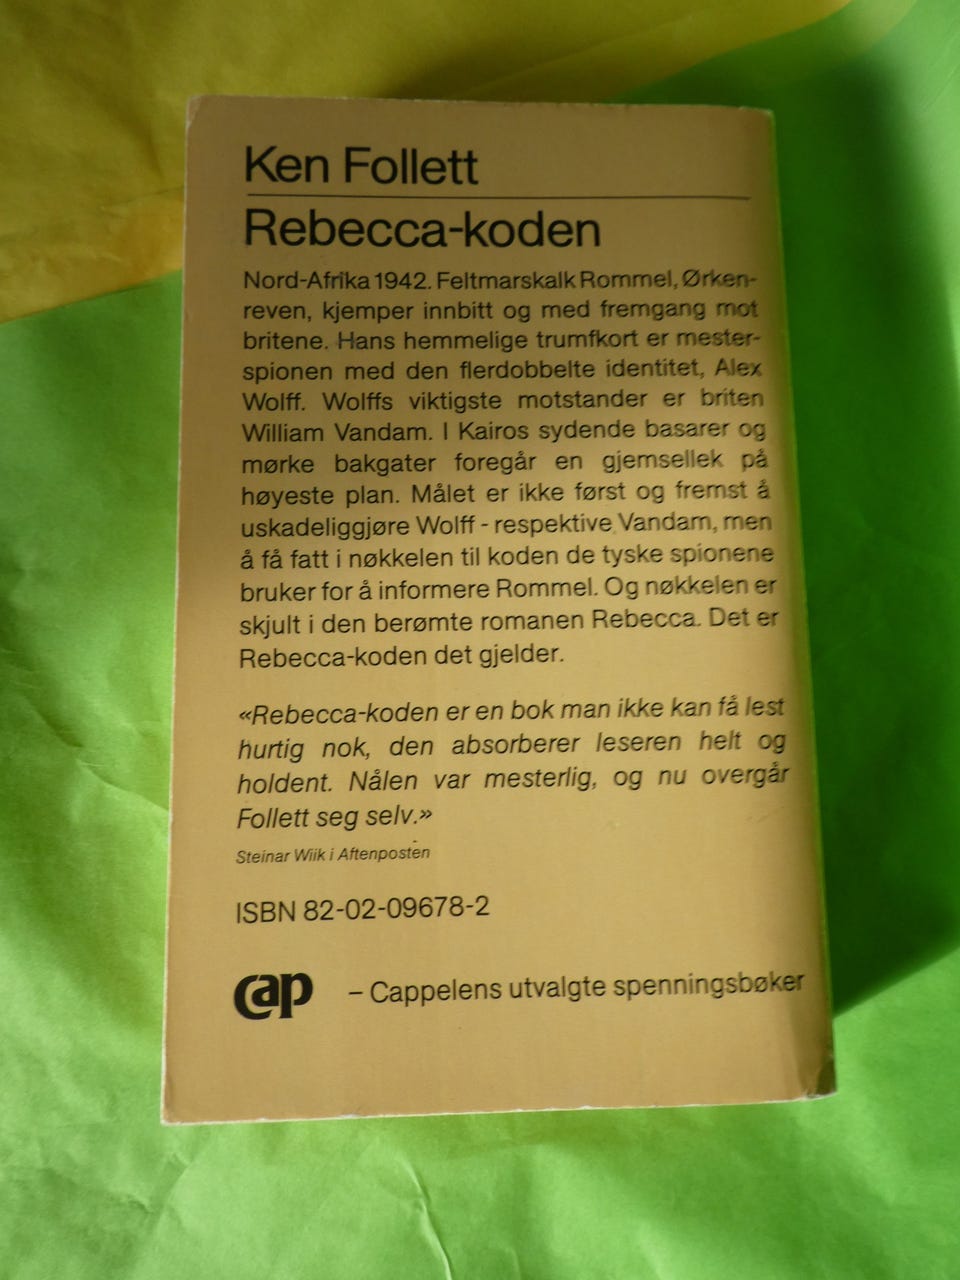 Ken Follett
Rebecca-koden
Nord-Afrika 1942. Feltmarskalk Rommel, Ørken-
reven, kjemper innbitt og med fremgang mot
britene. Hans hemmelige trumfkort er mester-
spionen med den flerdobbelte identitet, Alex
Wolff. Wolffs viktigste motstander er briten
William Vandam. I Kairos sydende basarer og
mørke bakgater foregår en gjemsellek på
høyeste plan. Målet er ikke først og fremst å
uskadeliggjøre Wolff - respektive Vandam, men
å få fatt i nøkkelen til koden de tyske spionene
bruker for å informere Rommel. Og nøkkelen er
skjult i den berømte romanen Rebecca. Det er
Rebecca-koden det gjelder.
«Rebecca-koden er en bok man ikke kan få lest
hurtig nok, den absorberer leseren helt og
holdent. Nålen var mesterlig, og nu overgår
Follett seg selv.»
Steinar Wiik i Aftenposten
ISBN 82-02-09678-2
cap – Cappelens utvalgte spenningsbøker